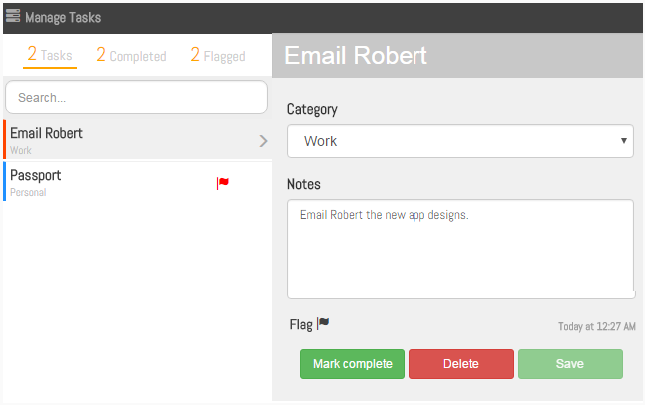 Manage Tasks
2 Tasks 2 Completed 2 Flagged
Search...
Email Robert
Work
Passport
Personal
Email Robert
Category
Work
Notes
Email Robert the new app designs.
Flag
Today at 12:27 AM
Mark complete Delete Save